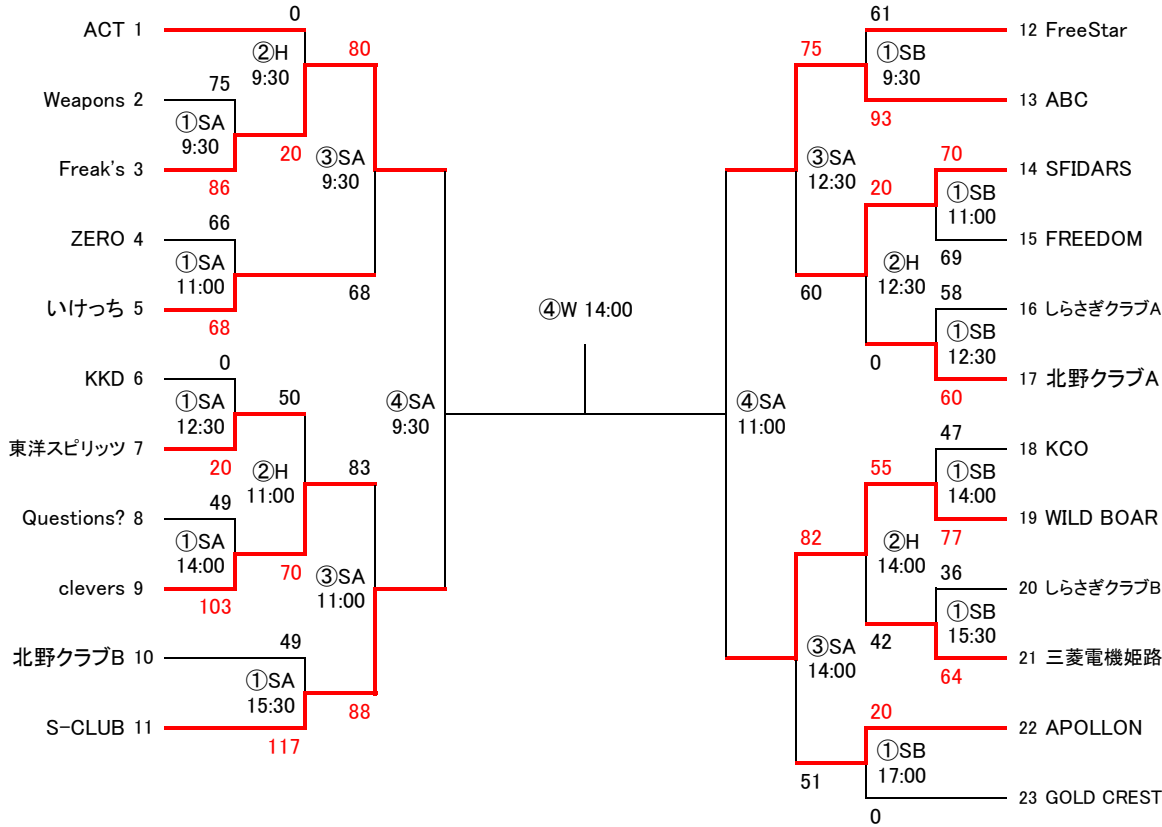 ACT 1
0
②H
9:30
80
Weapons 2
75
①SA
9:30
Freak's 3
86
20
③SA
9:30
ZERO 4
66
①SA
11:00
いけっち 5
68
68
KKD 6
0
①SA
12:30
50
東洋スピリッツ 7
20
②H
11:00
83
④SA
9:30
Questions? 8
49
①SA
14:00
clevers 9
103
70
③SA
11:00
北野クラブB 10
49
①SA
15:30
88
S-CLUB 11
117
④W 14:00
61
12 FreeStar
75
①SB
9:30
13 ABC
93
③SA
12:30
70
14 SFIDARS
20
①SB
11:00
15 FREEDOM
69
②H
12:30
60
58
16 しらさぎクラブA
①SB
12:30
0
17 北野クラブA
60
④SA
11:00
47
18 KCO
55
①SB
14:00
19 WILD BOAR
77
82
②H
14:00
36
20 しらさぎクラブB
①SB
15:30
42
21 三菱電機姫路
64
③SA
14:00
20
22 APOLLON
①SB
17:00
51
23 GOLD CREST
0